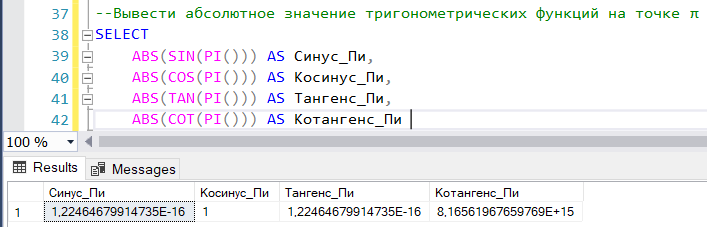 37 --Вывести абсолютное значение тригонометрических функций на точке π
38 SELECT
39 ABS(SIN(PI())) AS Синус_Пи,
40 ABS(COS(PI())) AS Косинус_Пи,
41 ABS(TAN(PI())) AS Тангенс_Пи,
42 ABS(COT(PI())) AS Котангенс_Пи
100 %
Results Messages
Синус_Пи Косинус_Пи Тангенс_Пи Котангенс_Пи
1 1,22464679914735E-16 1 1,22464679914735E-16 8,16561967659769E+15